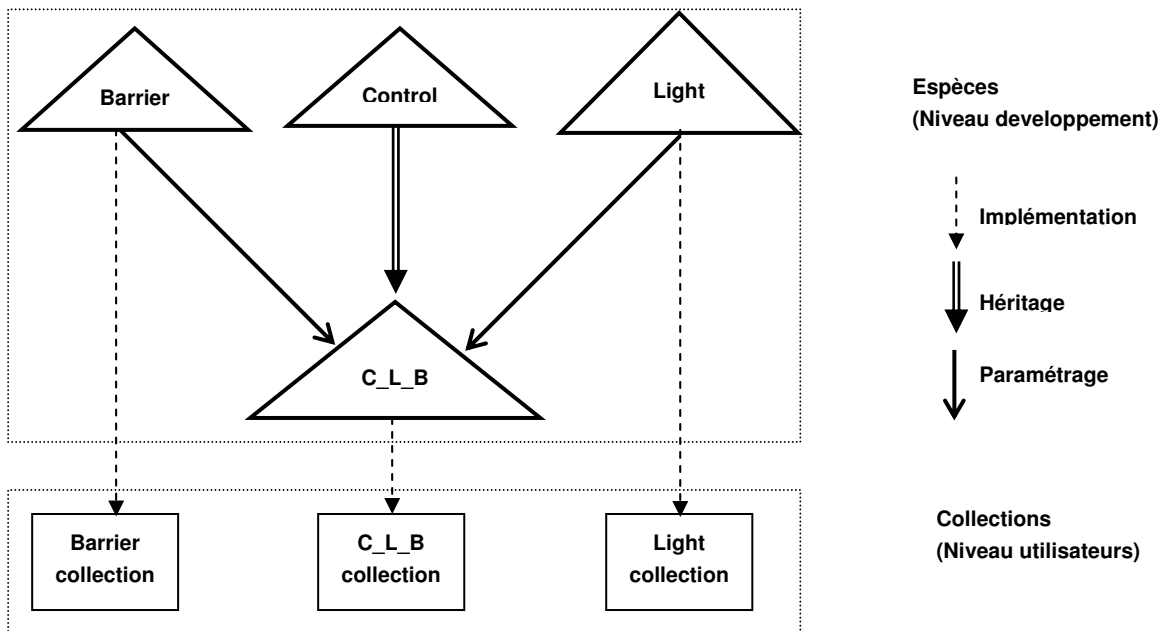 Barrier
Control
Light
C_L_B
Barrier
collection
C_L_B
collection
Light
collection
Espèces
(Niveau developpement)
Implémentation
Héritage
Paramétrage
Collections
(Niveau utilisateurs)